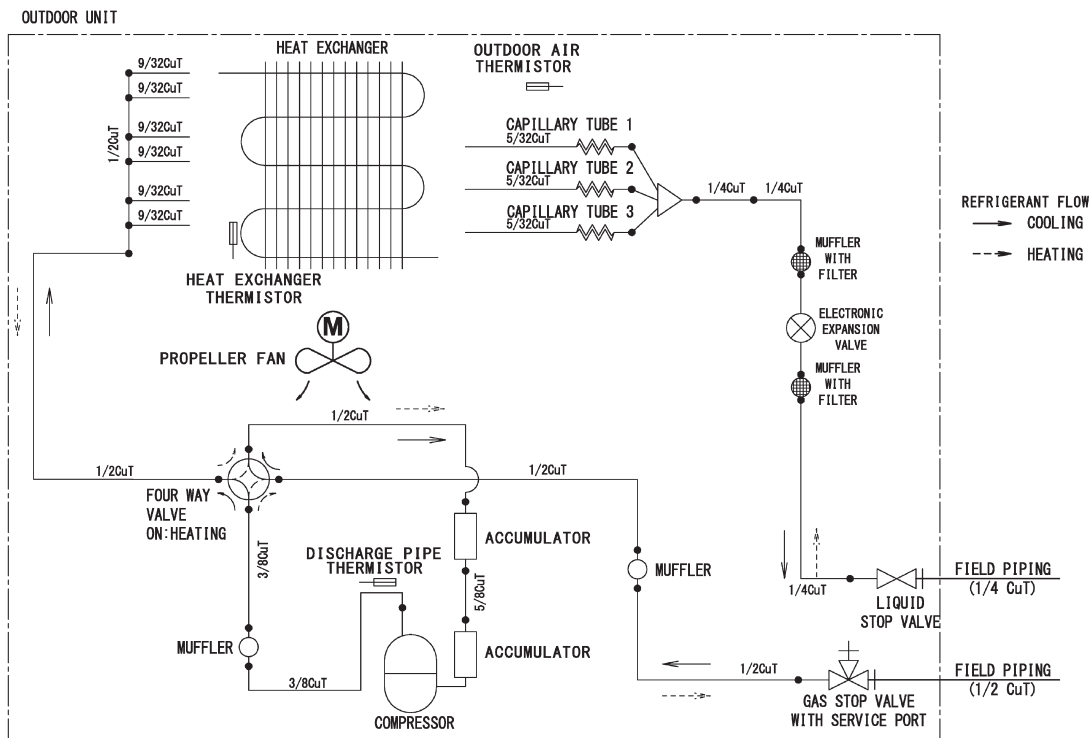 OUTDOOR UNIT
HEAT EXCHANGER
OUTDOOR AIR
THERMISTOR
9/32CuT
9/32CuT
9/32CuT
9/32CuT
9/32CuT
9/32CuT
1/2CuT
CAPILLARY TUBE 1
5/32CuT
CAPILLARY TUBE 2
5/32CuT
CAPILLARY TUBE 3
5/32CuT
1/4CuT
1/4CuT
REFRIGERANT FLOW
COOLING
HEATING
MUFFLER
WITH
FILTER
ELECTRONIC
EXPANSION
VALVE
MUFFLER
WITH
FILTER
HEAT EXCHANGER
THERMISTOR
M
PROPELLER FAN
1/2CuT
1/2CuT
1/2CuT
FOUR WAY
VALVE
ON:HEATING
3/8CuT
DISCHARGE PIPE
THERMISTOR
ACCUMULATOR
5/8CuT
MUFFLER
ACCUMULATOR
MUFFLER
3/8CuT
COMPRESSOR
1/4CuT
LIQUID
STOP VALVE
FIELD PIPING
(1/4 CuT)
1/2CuT
GAS STOP VALVE
WITH SERVICE PORT
FIELD PIPING
(1/2 CuT)